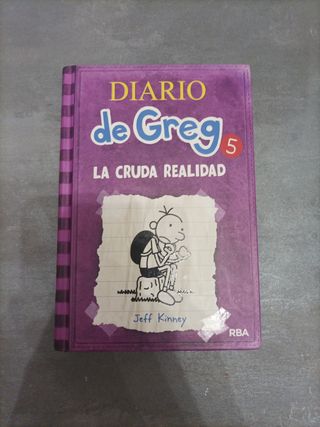 DIARIO
de Greg
5
LA CRUDA REALIDAD
Jeff Kinney
RBA